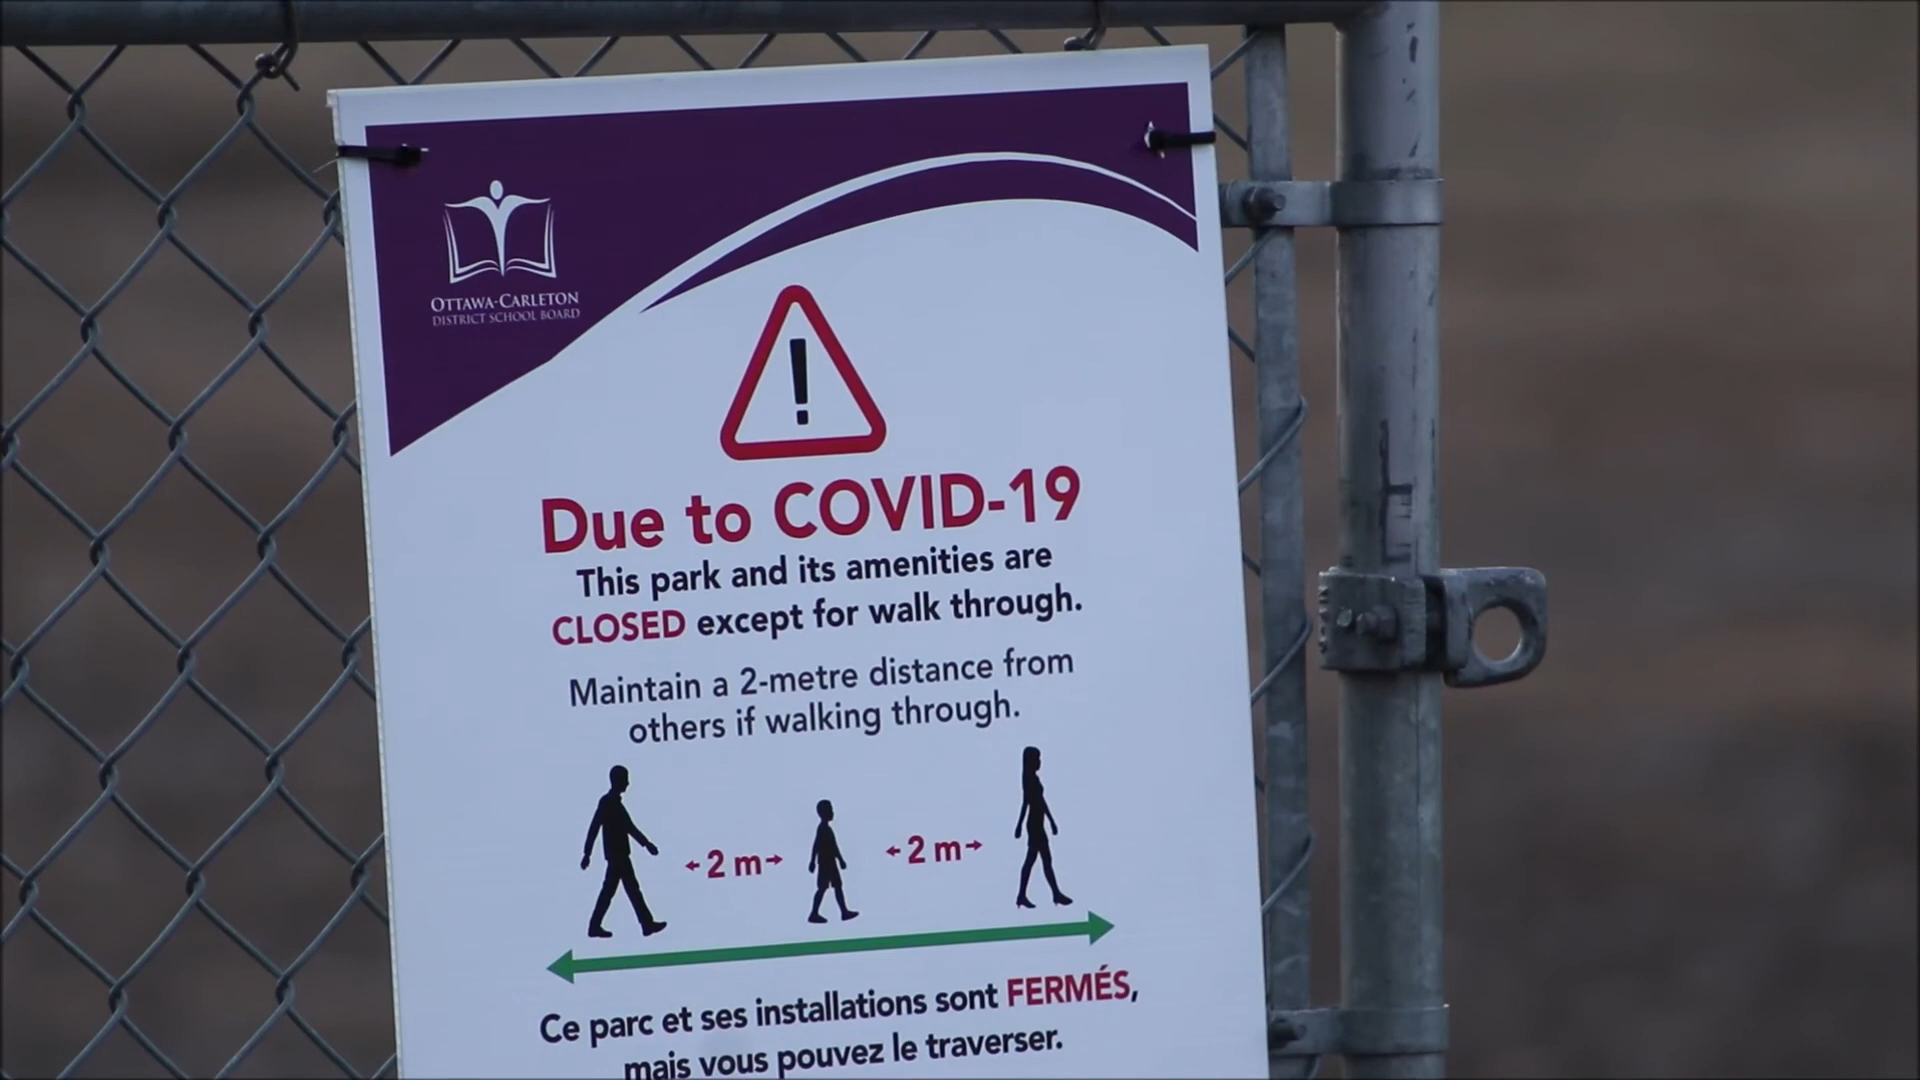 OTTAWA-CARLETON
DISTRICT SCHOOL BOARD
!
Due to COVID-19
This park and its amenities are
CLOSED except for walk through.
Maintain a 2-metre distance from
others if walking through.
2 m 2 m
Ce parc et ses installations sont FERMÉS,
mais vous pouvez le traverser.